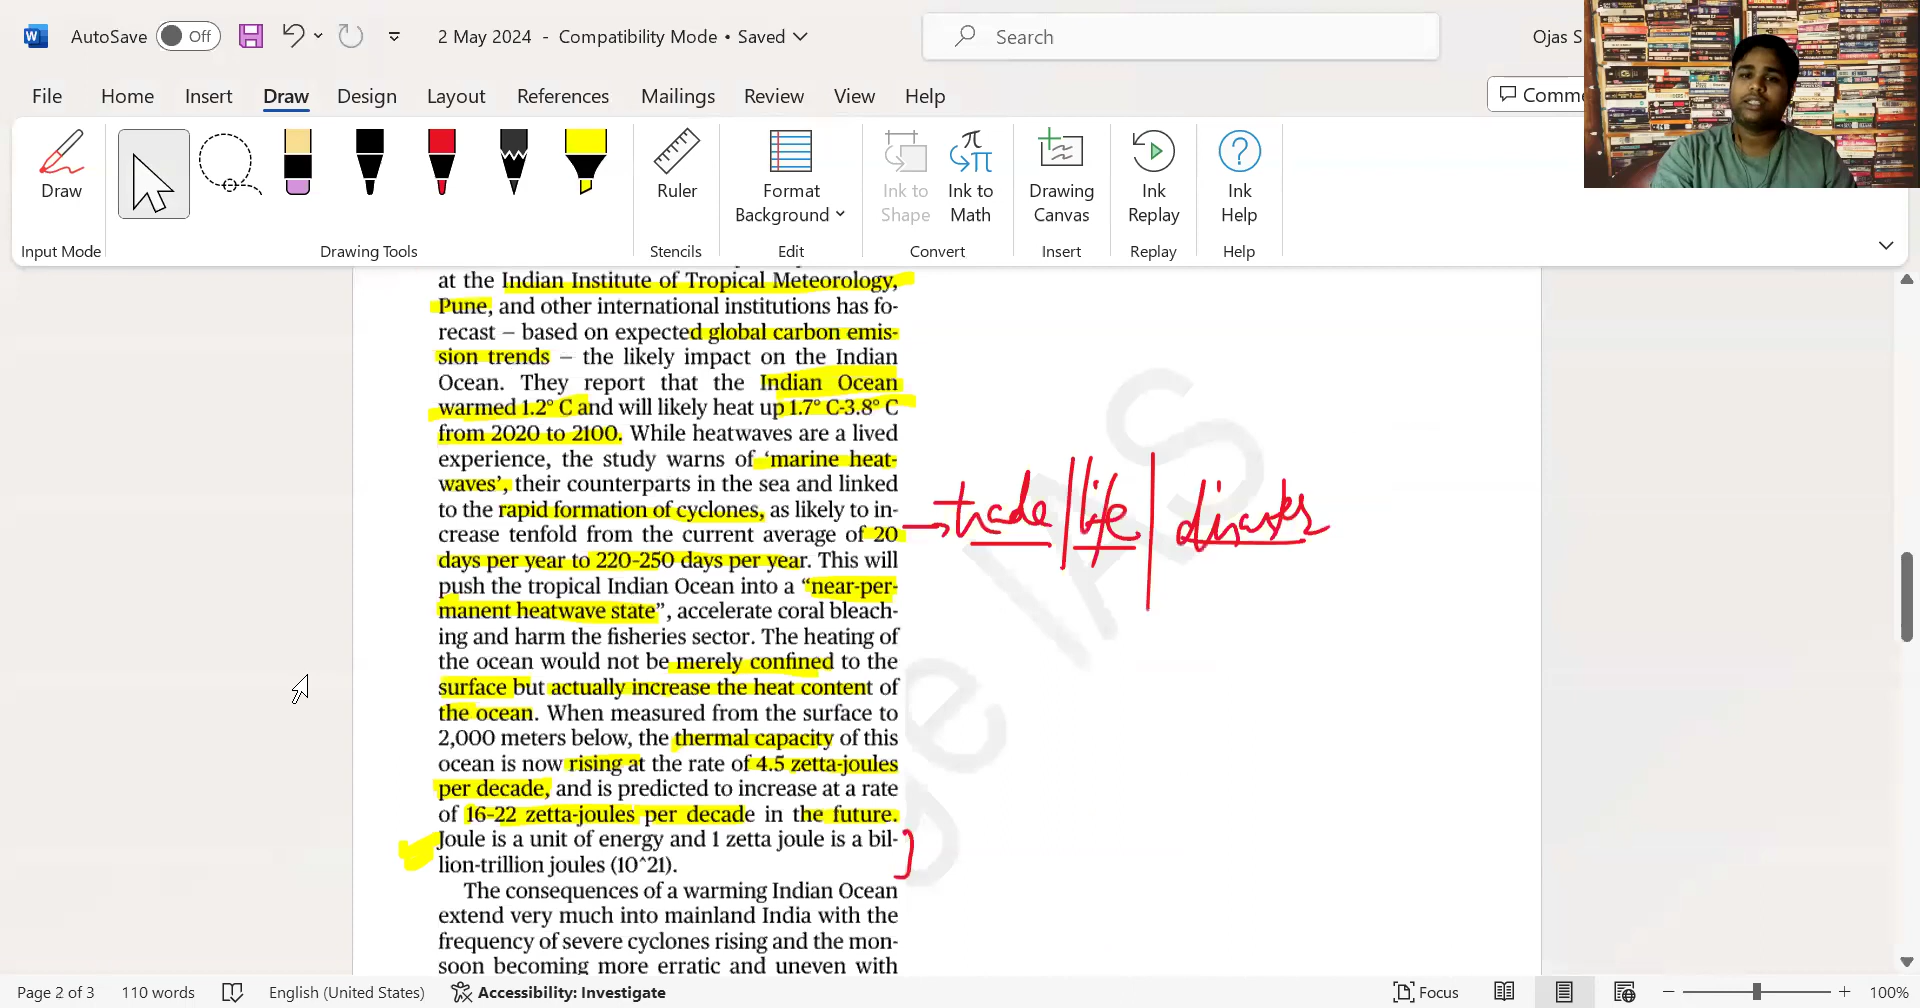 AutoSave Off 2 May 2024 - Compatibility Mode • Saved Search Ojas S
File Home Insert Draw Design Layout References Mailings Review View Help Comme
Draw Ruler Format Background Ink to Shape Ink to Math Drawing Canvas Ink Replay Ink Help
Input Mode Drawing Tools Stencils Edit Convert Insert Replay Help
at the Indian Institute of Tropical Meteorology,
Pune, and other international institutions has fo-
recast – based on expected global carbon emis-
sion trends – the likely impact on the Indian
Ocean. They report that the Indian Ocean
warmed 1.2° C and will likely heat up 1.7° C-3.8° C
from 2020 to 2100. While heatwaves are a lived
experience, the study warns of ‘marine heat-
waves’, their counterparts in the sea and linked
to the rapid formation of cyclones, as likely to in-
crease tenfold from the current average of 20
days per year to 220-250 days per year. This will
push the tropical Indian Ocean into a “near-per-
manent heatwave state”, accelerate coral bleach-
ing and harm the fisheries sector. The heating of
the ocean would not be merely confined to the
surface but actually increase the heat content of
the ocean. When measured from the surface to
2,000 meters below, the thermal capacity of this
ocean is now rising at the rate of 4.5 zetta-joules
per decade, and is predicted to increase at a rate
of 16-22 zetta-joules per decade in the future.
Joule is a unit of energy and 1 zetta joule is a bil-
lion-trillion joules (10^21).
The consequences of a warming Indian Ocean
extend very much into mainland India with the
frequency of severe cyclones rising and the mon-
soon becoming more erratic and uneven with
trade life disaster
ge IAS
Page 2 of 3 110 words English (United States) Accessibility: Investigate Focus 100%